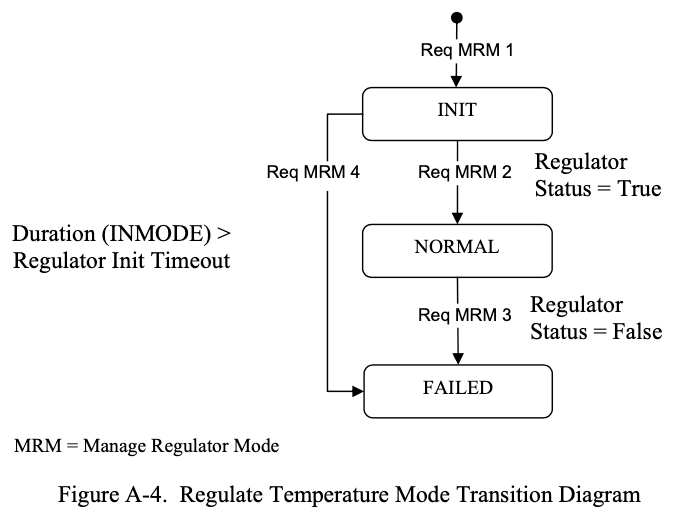 Req MRM 1
INIT
Req MRM 4
Req MRM 2
Regulator
Status = True
Duration (INMODE) >
Regulator Init Timeout
NORMAL
Req MRM 3
Regulator
Status = False
FAILED
MRM = Manage Regulator Mode
Figure A-4.  Regulate Temperature Mode Transition Diagram